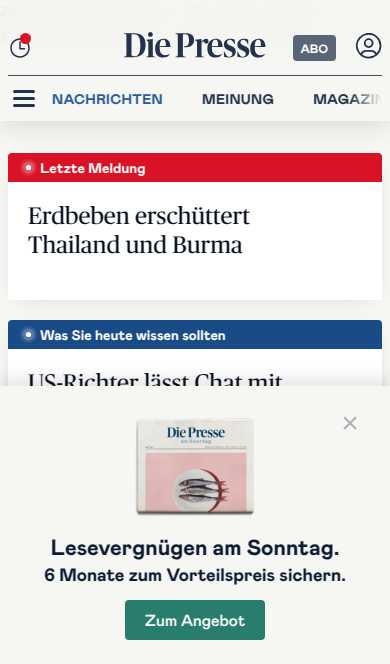 Die Presse
ABO
NACHRICHTEN
MEINUNG
MAGAZIN
Letzte Meldung
Erdbeben erschüttert
Thailand und Burma
Was Sie heute wissen sollten
US-Richter lässt Chat mit
Die Presse
am Sonntag
Lesevergnügen am Sonntag.
6 Monate zum Vorteilspreis sichern.
Zum Angebot